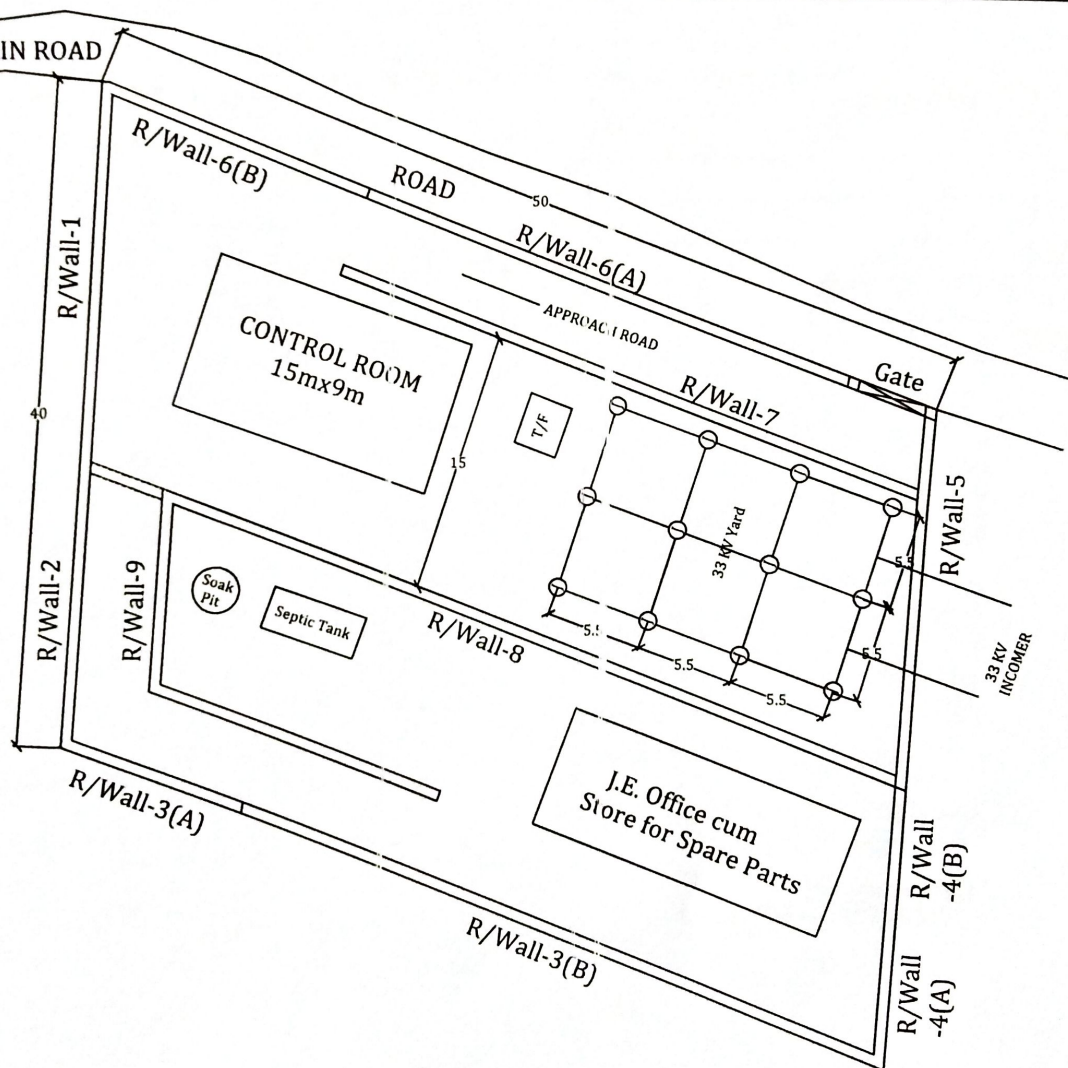 IN ROAD
R/Wall-6(B)
ROAD
50
R/Wall-6(A)
R/Wall-1
APPROACH ROAD
Gate
CONTROL ROOM
15mx9m
R/Wall-7
T/F
40
15
33 KV Yard
R/Wall-5
5.5
R/Wall-2
R/Wall-9
Soak
Pit
Septic Tank
R/Wall-8
5.5
5.5
5.5
5.5
33 KV
INCOMER
J.E. Office cum
Store for Spare Parts
R/Wall-3(A)
R/Wall
-4(B)
R/Wall-3(B)
R/Wall
-4(A)